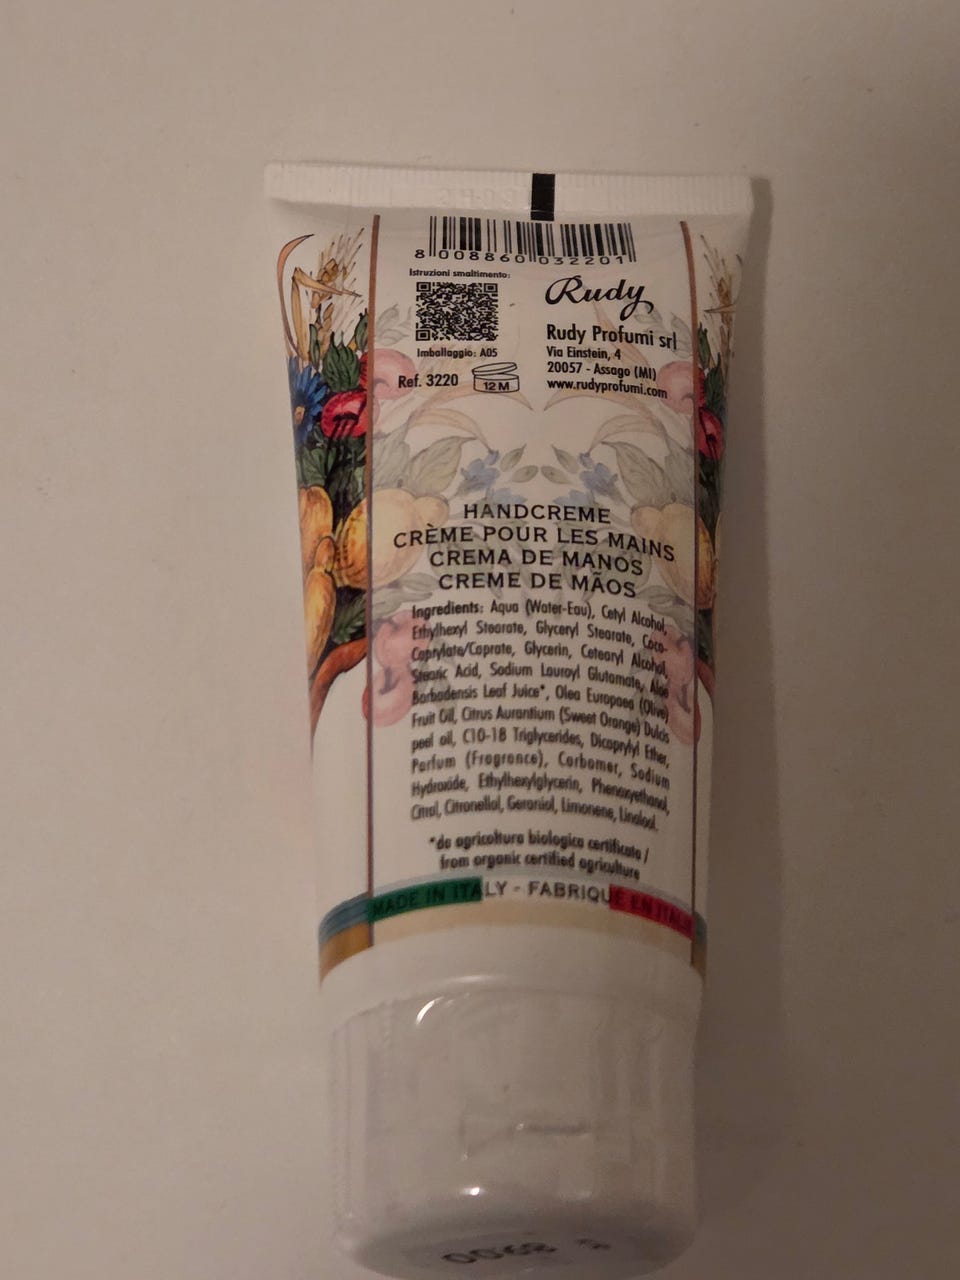 8 008860 032201
Istruzioni smaltimento:
Imballaggio: A05
Ref. 3220
12 M
Rudy
Rudy Profumi srl
Via Einstein, 4
20057 - Assago (MI)
www.rudyprofumi.com
HANDCREME
CRÈME POUR LES MAINS
CREMA DE MANOS
CREME DE MÃOS
Ingredients: Aqua (Water-Eau), Cetyl Alcohol,
Ethylhexyl Stearate, Glyceryl Stearate, Coco-
Caprylate/Caprate, Glycerin, Cetearyl Alcohol,
Stearic Acid, Sodium Lauroyl Glutamate, Aloe
Barbadensis Leaf Juice*, Olea Europaea (Olive)
Fruit Oil, Citrus Aurantium (Sweet Orange) Dulcis
peel oil, C10-18 Triglycerides, Dicaprylyl Ether,
Parfum (Fragrance), Carbomer, Sodium
Hydroxide, Ethylhexylglycerin, Phenoxyethanol,
Citral, Citronellol, Geraniol, Limonene, Linalool.
*da agricoltura biologica certificata /
from organic certified agriculture
MADE IN ITALY - FABRIQUÉ EN ITALIE